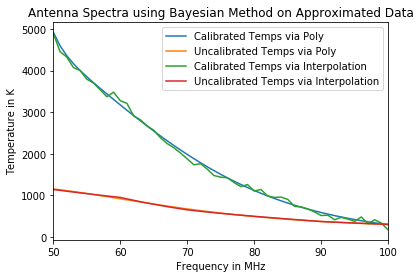 Antenna Spectra using Bayesian Method on Approximated Data
Calibrated Temps via Poly
Uncalibrated Temps via Poly
Calibrated Temps via Interpolation
Uncalibrated Temps via Interpolation
Temperature in K
5000
4000
3000
2000
1000
0
50
60
70
80
90
100
Frequency in MHz